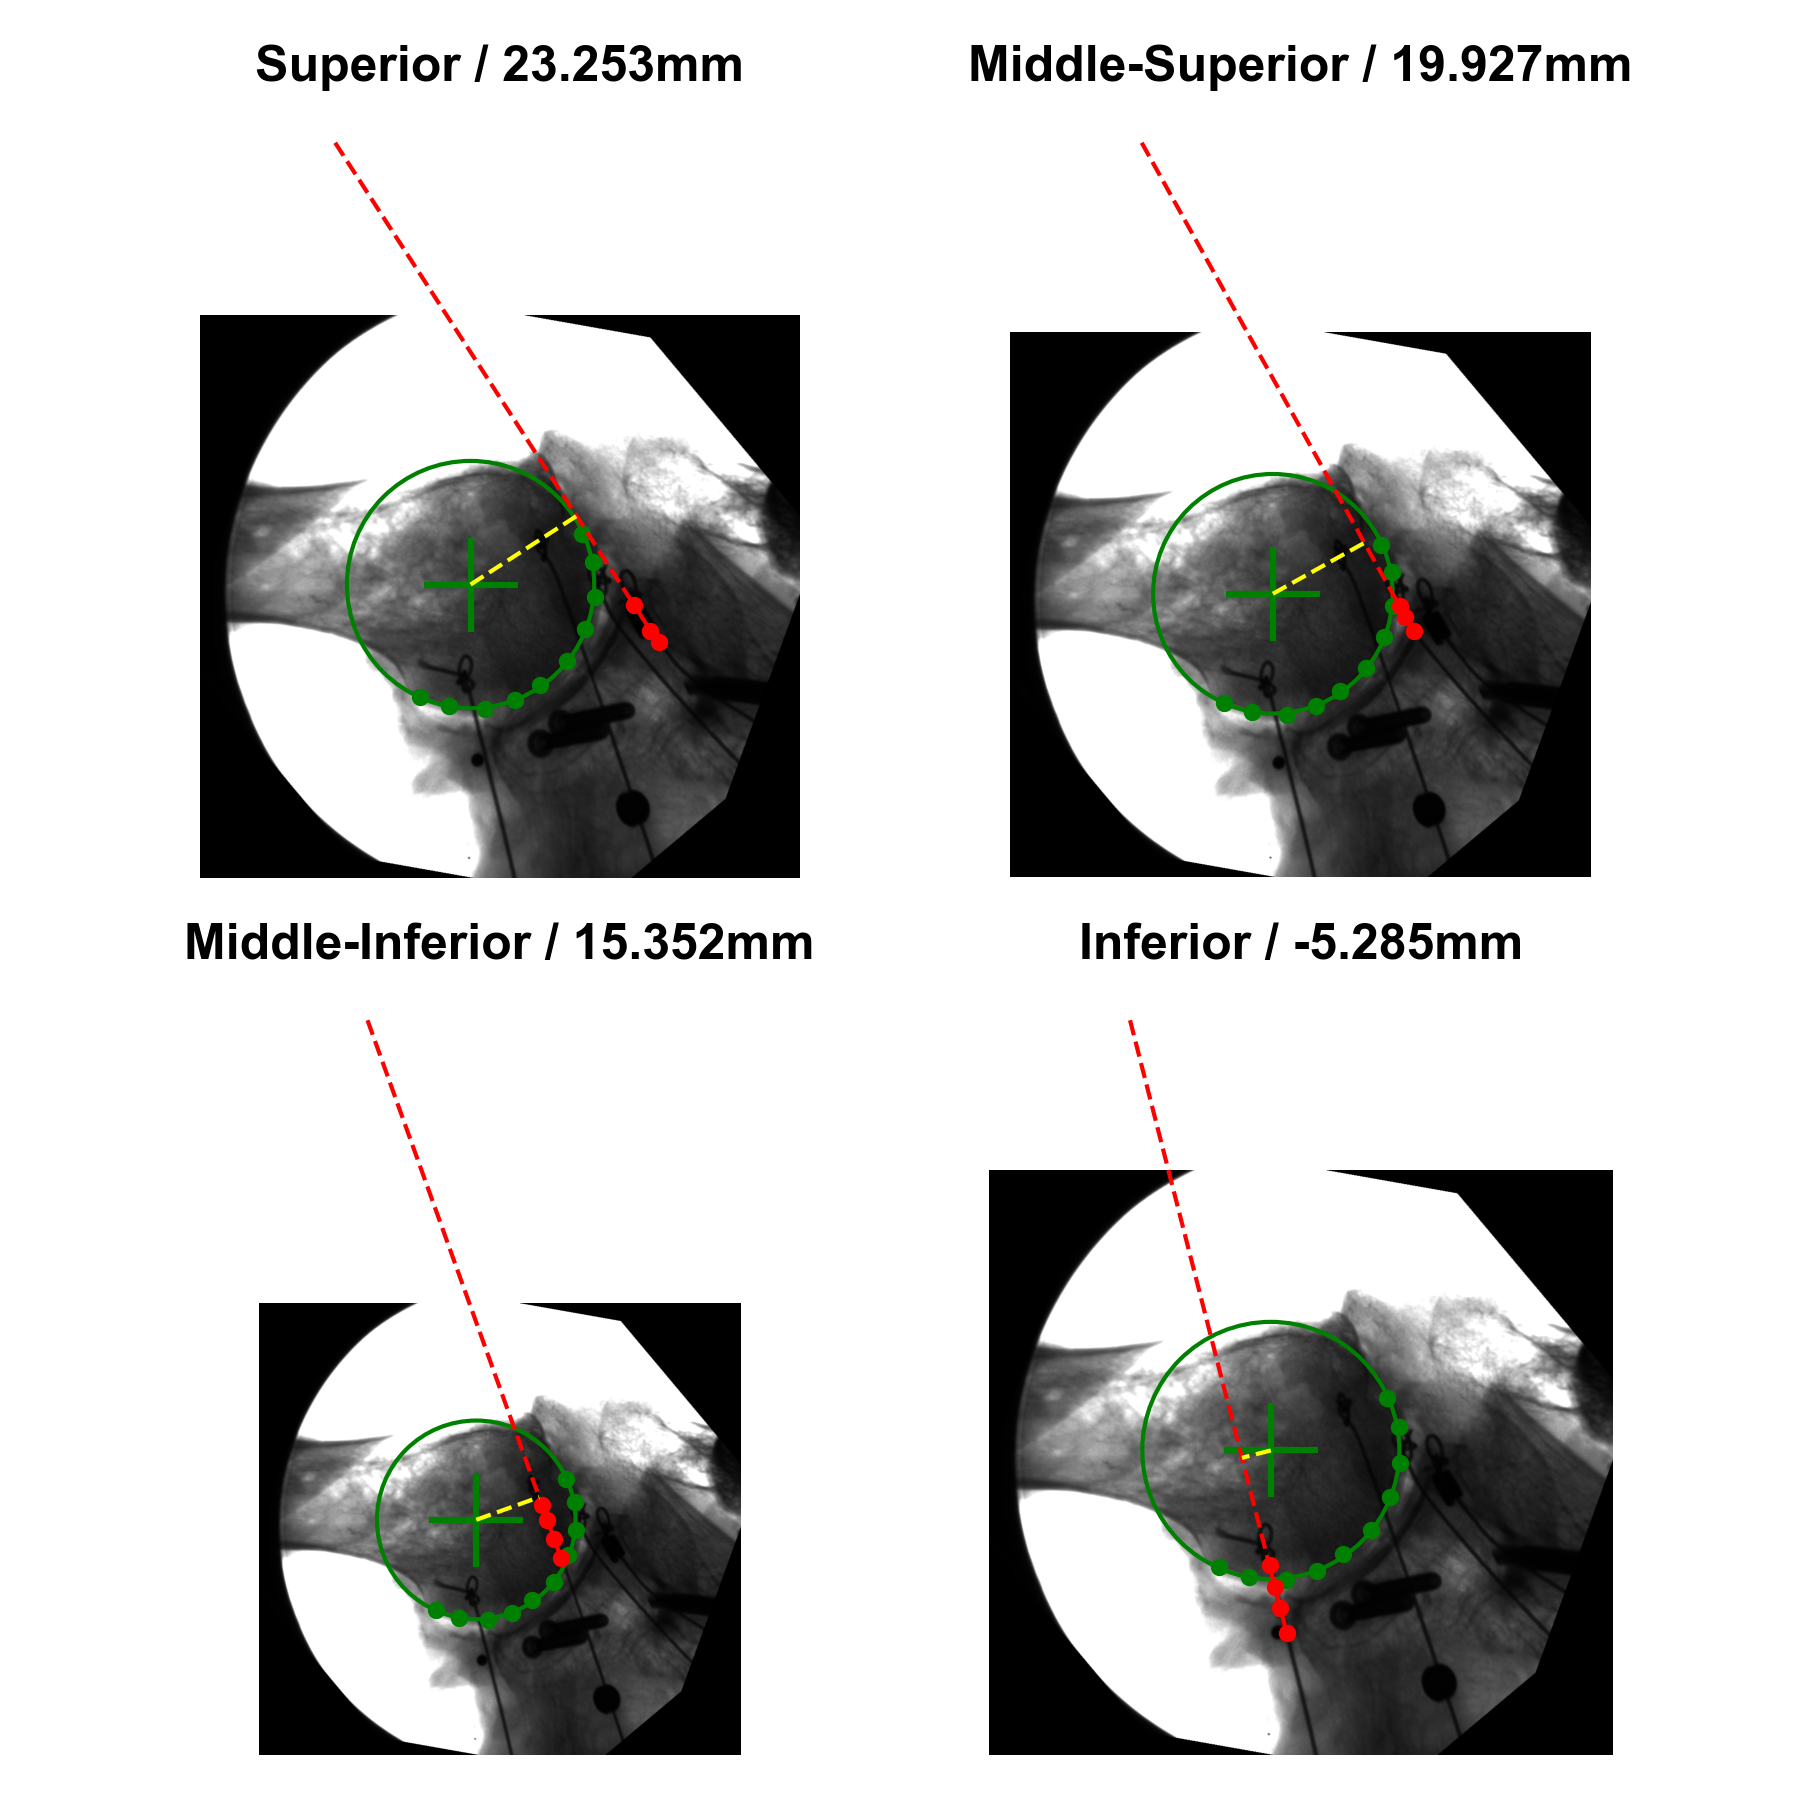 Superior / 23.253mm
Middle-Superior / 19.927mm
Middle-Inferior / 15.352mm
Inferior / -5.285mm